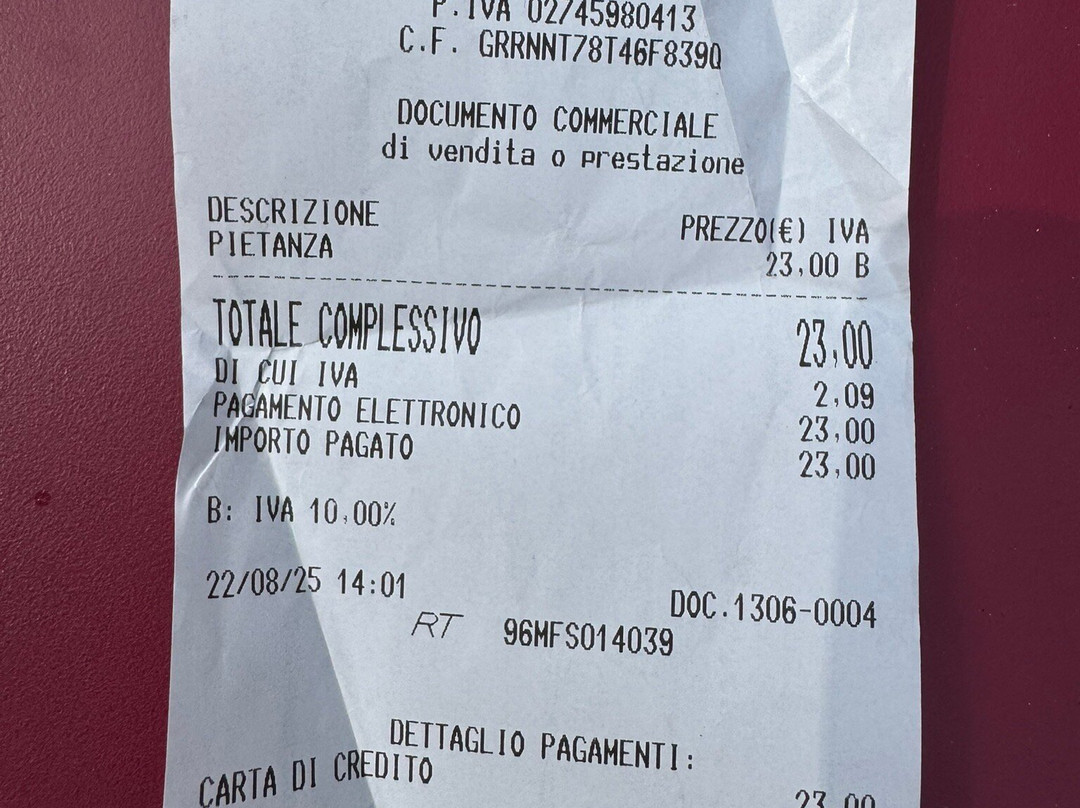 P.IVA 02745980413
C.F. GRRNNT78T46F839Q
DOCUMENTO COMMERCIALE
di vendita o prestazione
DESCRIZIONE PREZZO(€) IVA
PIETANZA 23,00 B
TOTALE COMPLESSIVO 23,00
DI CUI IVA 2,09
PAGAMENTO ELETTRONICO 23,00
IMPORTO PAGATO 23,00
B: IVA 10,00%
22/08/25 14:01 DOC.1306-0004
RT 96MFS014039
DETTAGLIO PAGAMENTI:
CARTA DI CREDITO 23,00